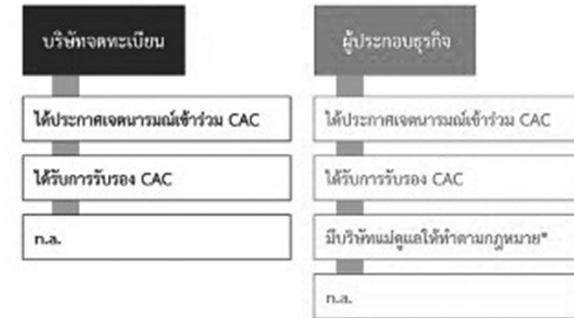 บริษัทจดทะเบียน
ได้ประกาศเจตนารมณ์เข้าร่วม CAC
ได้รับการรับรอง CAC
n.a.
ผู้ประกอบธุรกิจ
ได้ประกาศเจตนารมณ์เข้าร่วม CAC
ได้รับการรับรอง CAC
มีบริษัทแม่ดูแลให้ทำตามกฎหมาย*
n.a.